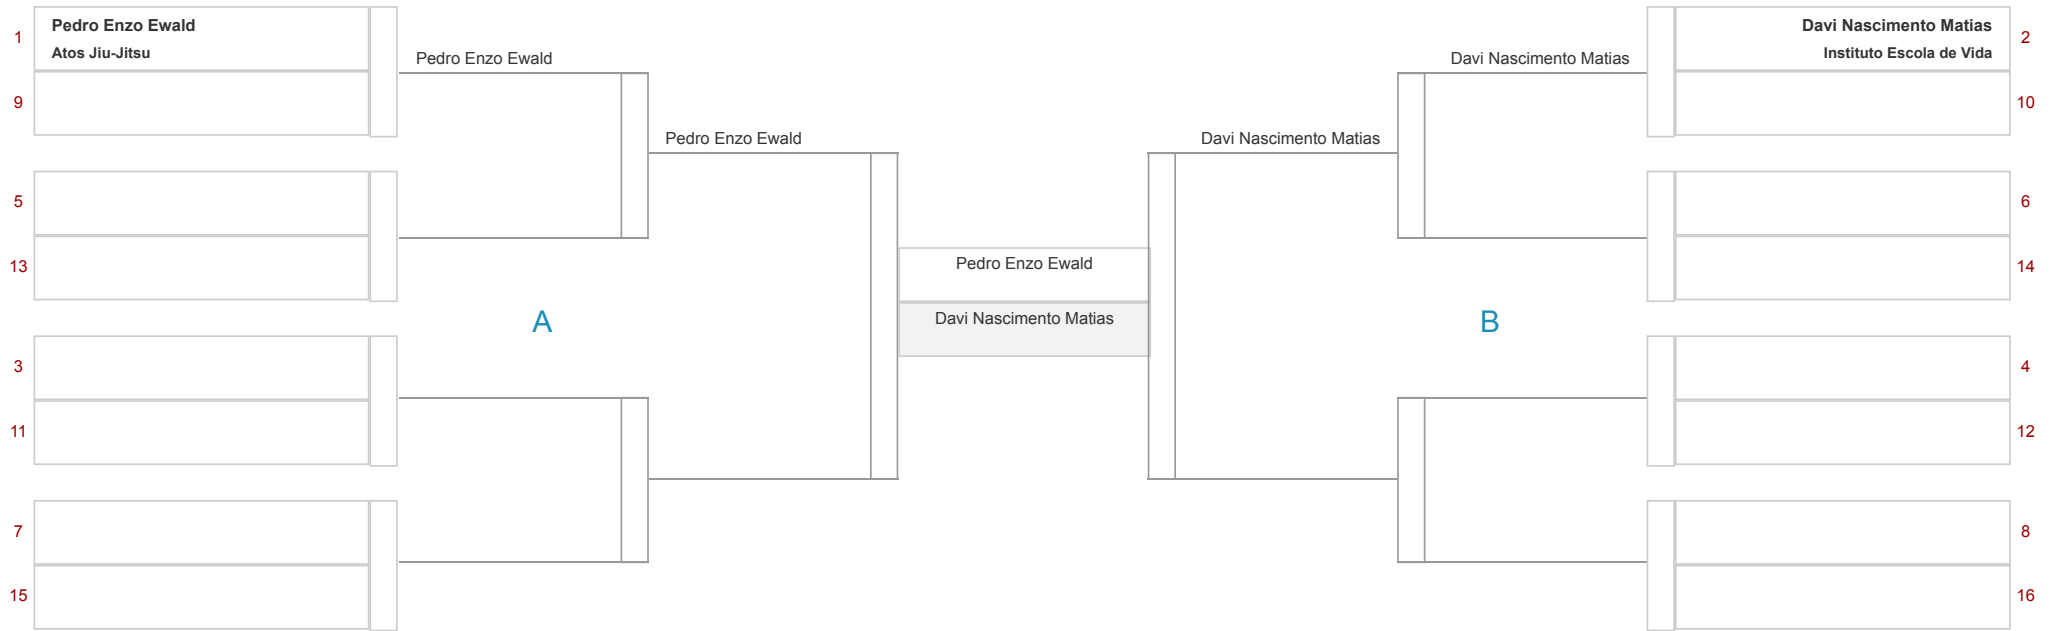 1
Pedro Enzo Ewald
Atos Jiu-Jitsu
9
5
13
3
11
7
15
Pedro Enzo Ewald
Pedro Enzo Ewald
A
Pedro Enzo Ewald
Davi Nascimento Matias
Davi Nascimento Matias
Davi Nascimento Matias
B
Davi Nascimento Matias
Instituto Escola de Vida
2
10
6
14
4
12
8
16